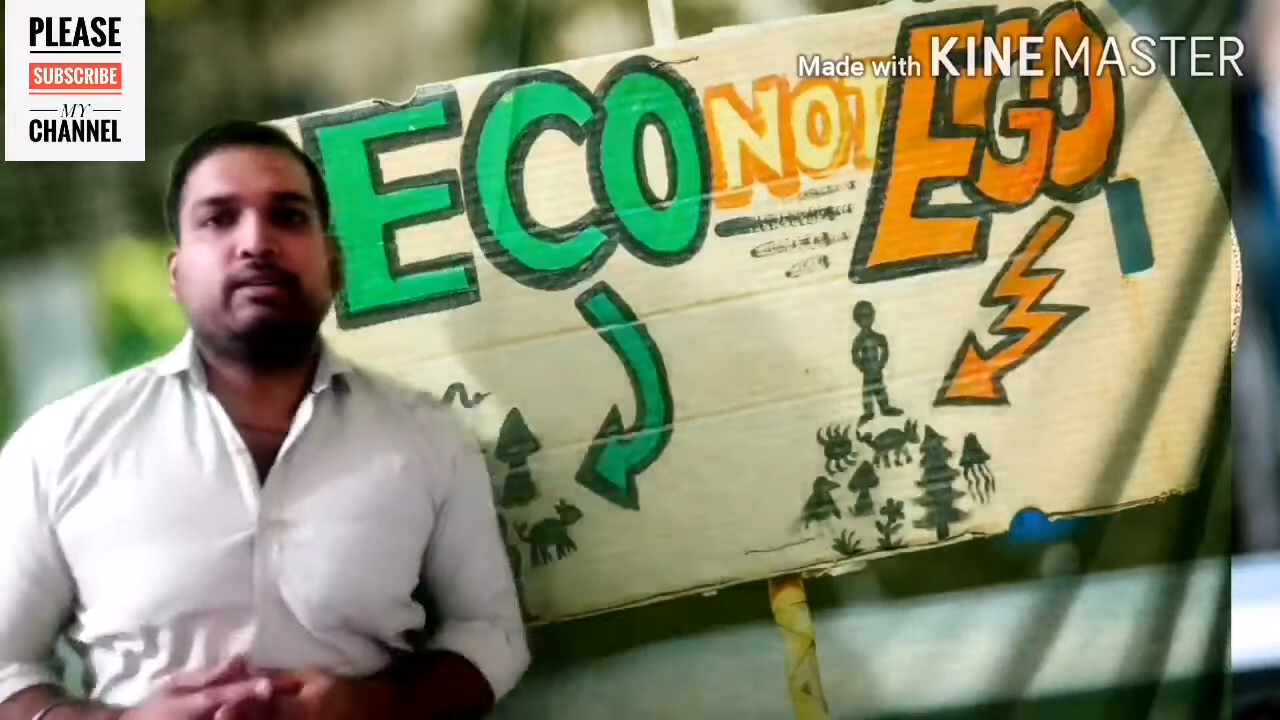 PLEASE
SUBSCRIBE
MY
CHANNEL
Made with KINEMASTER
ECO NOT EGO